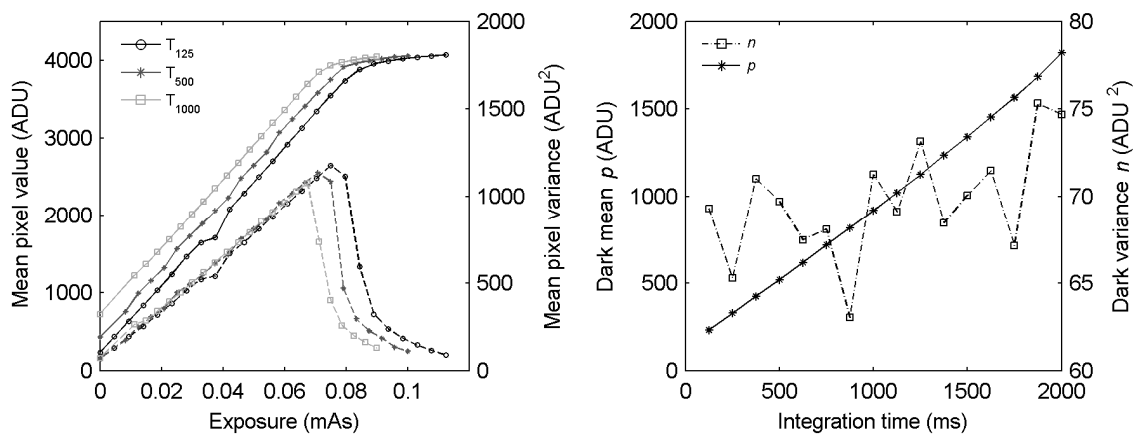 2000
1500
1000
500
0
Mean pixel variance (ADU²)
4000
3000
2000
1000
0
Mean pixel value (ADU)
T125
T500
T1000
0 0.02 0.04 0.06 0.08 0.1
Exposure (mAs)
2000
1500
1000
500
0
Dark mean p (ADU)
n
p
80
75
70
65
60
Dark variance n (ADU ²)
0 500 1000 1500 2000
Integration time (ms)